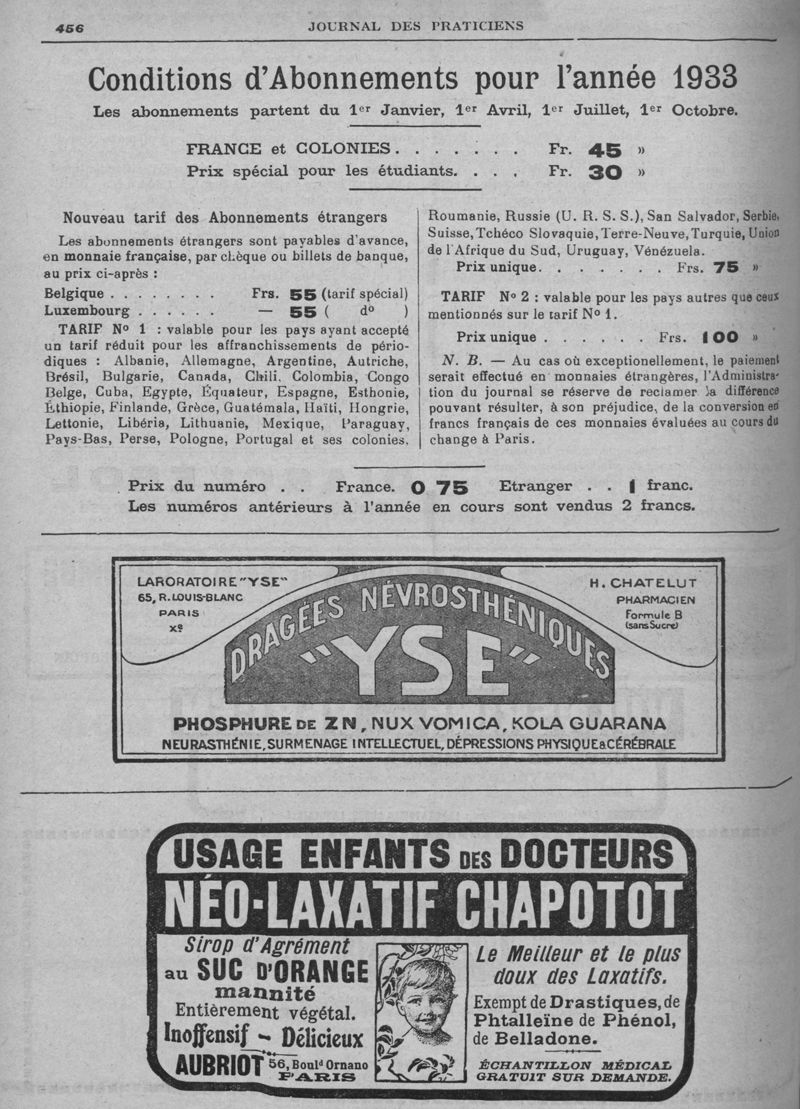 456
JOURNAL DES PRATICIENS
Conditions d'Abonnements pour l'année 1933
Les abonnements partent du 1er Janvier, 1er Avril, 1er Juillet, 1er Octobre.
FRANCE et COLONIES. . . . . . . Fr. 45 »
Prix spécial pour les étudiants. . . . Fr. 30 »
Nouveau tarif des Abonnements étrangers
Les abonnements étrangers sont payables d'avance,
en monnaie française, par chèque ou billets de banque,
au prix ci-après :
Belgique . . . . . . . . Frs. 55 (tarif spécial)
Luxembourg . . . . . . — 55 ( do )
TARIF No 1 : valable pour les pays ayant accepté
un tarif réduit pour les affranchissements de pério-
diques : Albanie, Allemagne, Argentine, Autriche,
Brésil, Bulgarie, Canada, Chili, Colombia, Congo
Belge, Cuba, Egypte, Équateur, Espagne, Esthonie,
Éthiopie, Finlande, Grèce, Guatémala, Haïti, Hongrie,
Lettonie, Libéria, Lithuanie, Mexique, Paraguay,
Pays-Bas, Perse, Pologne, Portugal et ses colonies.
Roumanie, Russie (U. R. S. S.), San Salvador, Serbie,
Suisse, Tchéco Slovaquie, Terre-Neuve, Turquie, Union
de l'Afrique du Sud, Uruguay, Vénézuela.
Prix unique. . . . . . . Frs. 75 »
TARIF No 2 : valable pour les pays autres que ceux
mentionnés sur le tarif No 1.
Prix unique . . . . . . Frs. 100 »
N. B. — Au cas où exceptionellement, le paiement
serait effectué en monnaies étrangères, l'Administra-
tion du journal se réserve de reclamer la différence
pouvant résulter, à son préjudice, de la conversion en
francs français de ces monnaies évaluées au cours du
change à Paris.
Prix du numéro . . France. 0 75 Etranger . . 1 franc.
Les numéros antérieurs à l'année en cours sont vendus 2 francs.
LARORATOIRE "YSE"
65, R. LOUIS-BLANC
PARIS
Xe
H. CHATELUT
PHARMACIEN
Formule B
(sans Sucre)
DRAGÉES NÉVROSTHÉNIQUES
"YSE"
PHOSPHURE DE ZN, NUX VOMICA, KOLA GUARANA
NEURASTHÉNIE, SURMENAGE INTELLECTUEL, DÉPRESSIONS PHYSIQUE & CÉRÉBRALE
USAGE ENFANTS DES DOCTEURS
NÉO-LAXATIF CHAPOTOT
Sirop d'Agrément
au SUC D'ORANGE
mannité
Entièrement végétal.
Inoffensif ~ Délicieux
AUBRIOT 56, Bould Ornano
PARIS
Le Meilleur et le plus
doux des Laxatifs.
Exempt de Drastiques, de
Phtalleïne de Phénol,
de Belladone.
ÉCHANTILLON MÉDICAL
GRATUIT SUR DEMANDE.